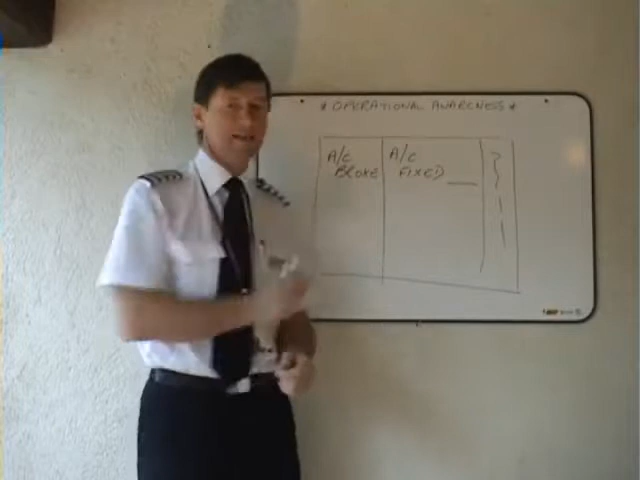 * OPERATIONAL AWARENESS *
A/C
BROKE
A/C
FIXED